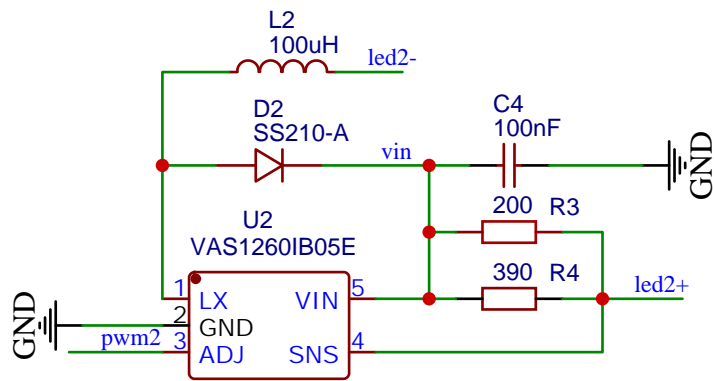 L2
100uH
led2-
D2
SS210-A
vin
C4
100nF
GND
200 R3
U2
VAS1260IB05E
390 R4
led2+
1 LX VIN 5
GND 2 GND
pwm2 3 ADJ SNS 4